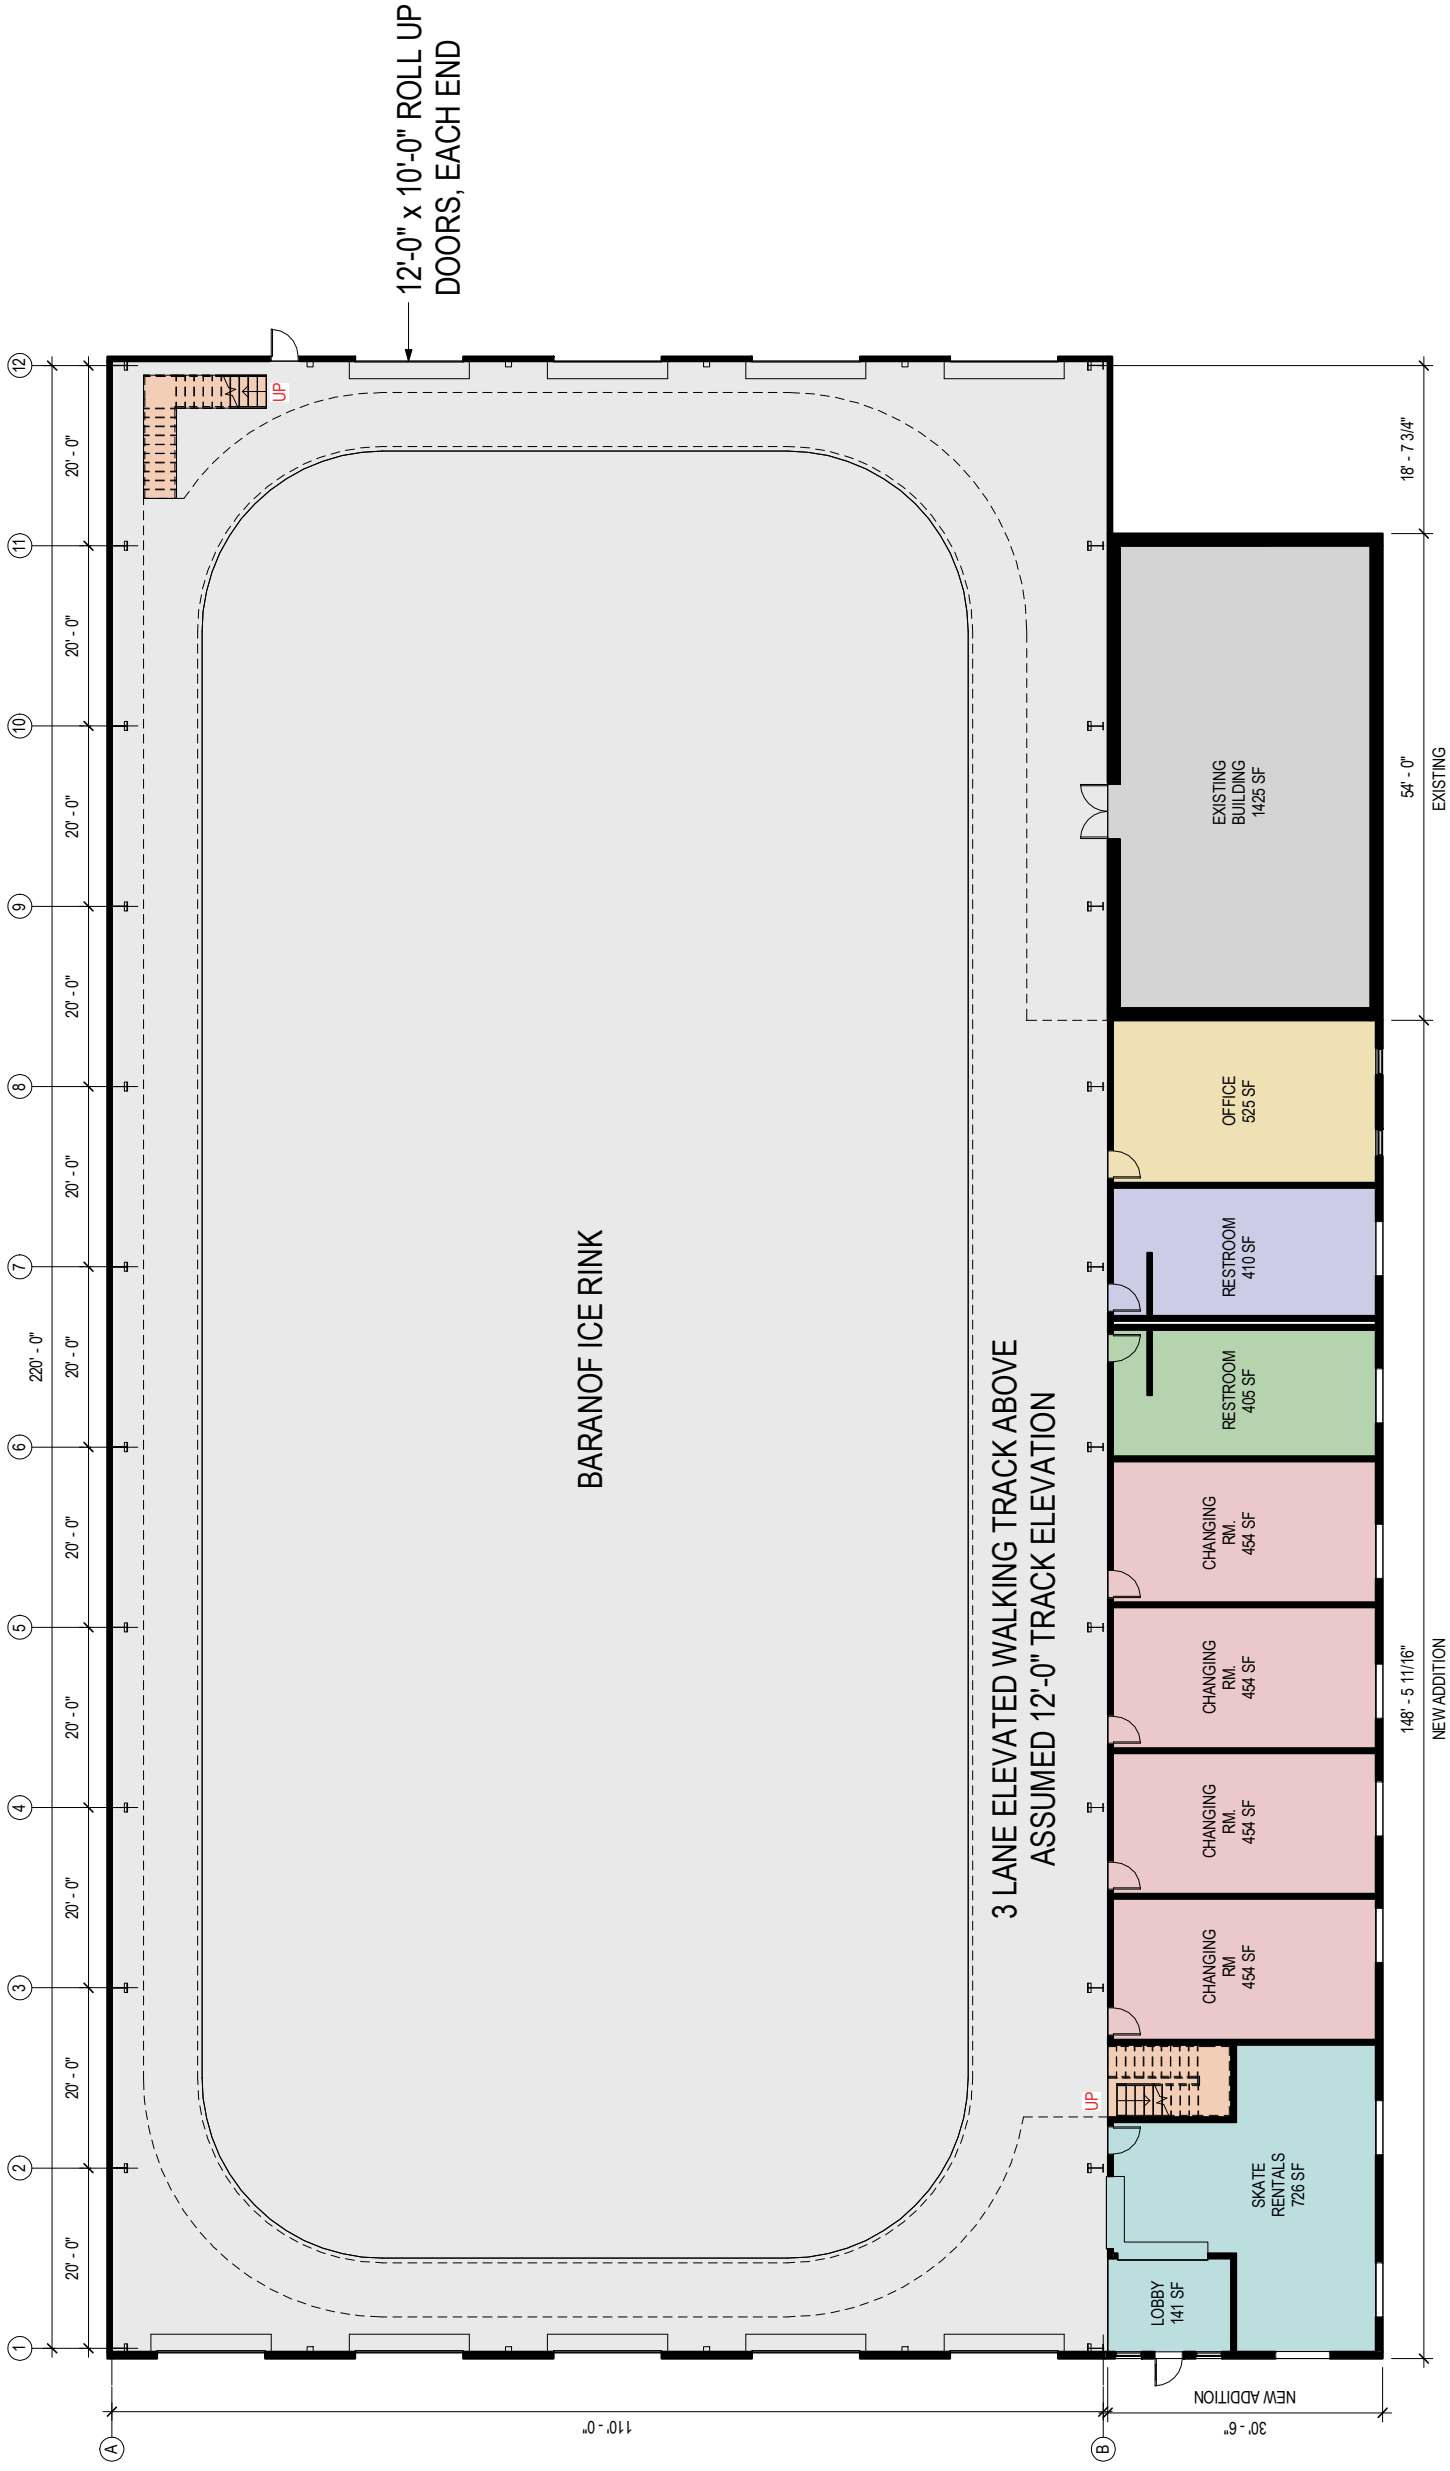 12'-0" x 10'-0" ROLL UP
DOORS, EACH END
1
2
3
4
5
6
7
8
9
10
11
12
220' - 0"
20' - 0"
20' - 0"
20' - 0"
20' - 0"
20' - 0"
20' - 0"
20' - 0"
20' - 0"
20' - 0"
20' - 0"
20' - 0"
A
B
110' - 0"
30' - 6"
NEW ADDITION
UP
BARANOF ICE RINK
3 LANE ELEVATED WALKING TRACK ABOVE
ASSUMED 12'-0" TRACK ELEVATION
UP
LOBBY
141 SF
SKATE
RENTALS
726 SF
CHANGING
RM
454 SF
CHANGING
RM.
454 SF
CHANGING
RM.
454 SF
CHANGING
RM.
454 SF
RESTROOM
405 SF
RESTROOM
410 SF
OFFICE
525 SF
EXISTING
BUILDING
1425 SF
148' - 5 11/16"
NEW ADDITION
54' - 0"
EXISTING
18' - 7 3/4"